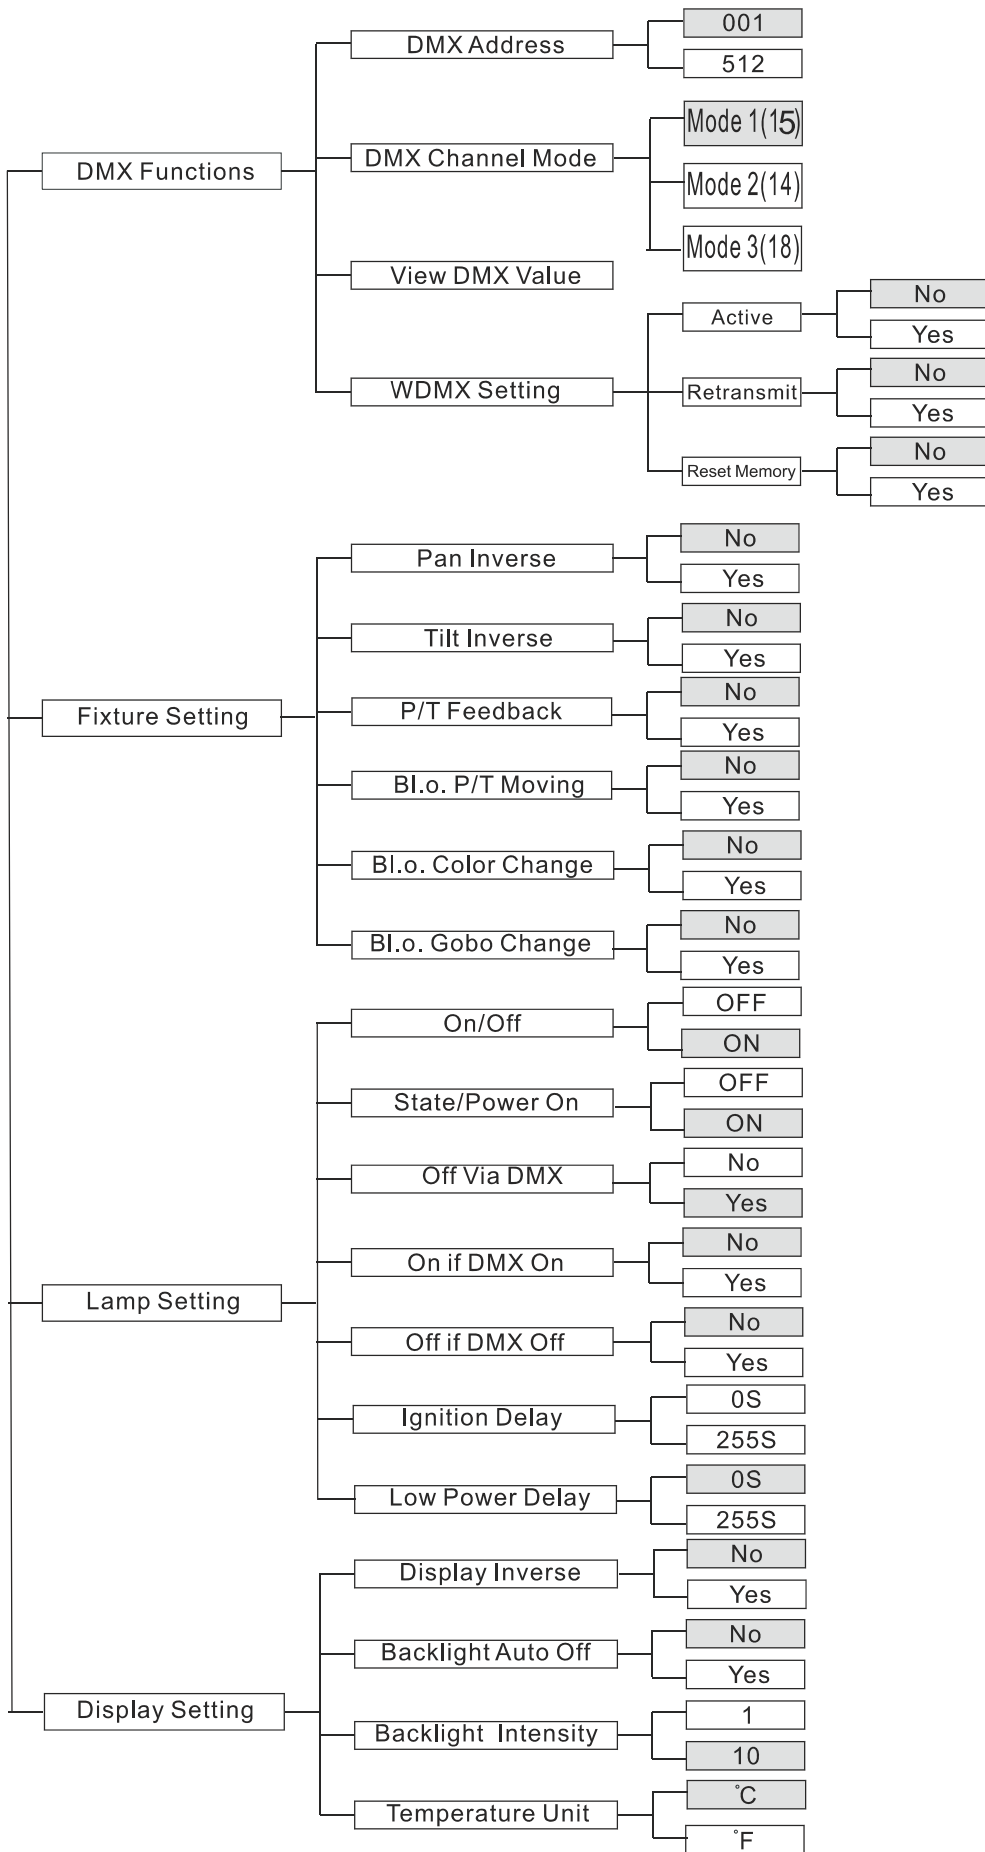 DMX Functions
DMX Address
001
512
DMX Channel Mode
Mode 1(15)
Mode 2(14)
Mode 3(18)
View DMX Value
WDMX Setting
Active
No
Yes
Retransmit
No
Yes
Reset Memory
No
Yes
Fixture Setting
Pan Inverse
No
Yes
Tilt Inverse
No
Yes
P/T Feedback
No
Yes
Bl.o. P/T Moving
No
Yes
Bl.o. Color Change
No
Yes
Bl.o. Gobo Change
No
Yes
Lamp Setting
On/Off
OFF
ON
State/Power On
OFF
ON
Off Via DMX
No
Yes
On if DMX On
No
Yes
Off if DMX Off
No
Yes
Ignition Delay
0S
255S
Low Power Delay
0S
255S
Display Setting
Display Inverse
No
Yes
Backlight Auto Off
No
Yes
Backlight Intensity
1
10
Temperature Unit
°C
°F